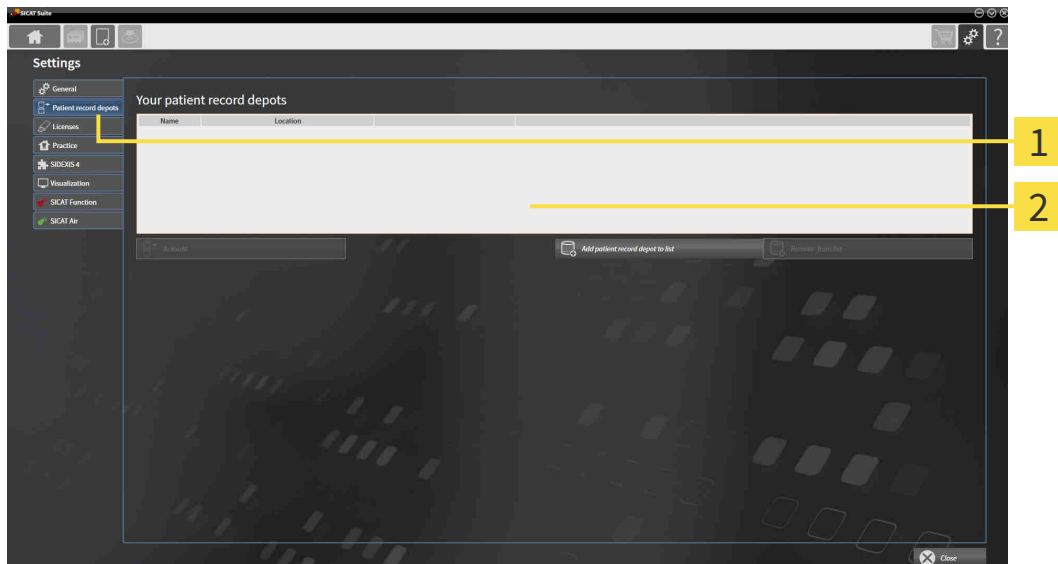 SICAT Suite
?
Settings
General
Patient record depots
Licenses
Practice
SIDEXIS 4
Visualization
SICAT Function
SICAT Air
Your patient record depots
Name Location
Activate
Add patient record depot to list
Remove from list
Close
1
2